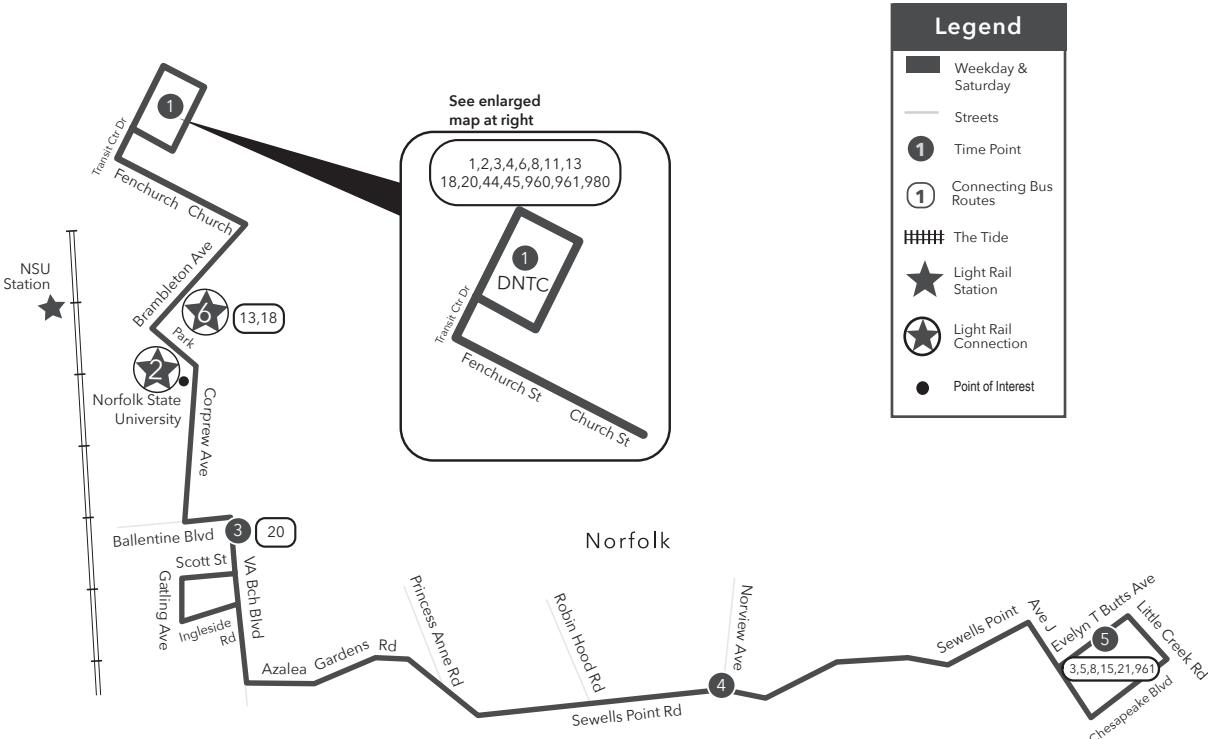 Legend
Weekday &
Saturday
Streets
1
Time Point
1
Connecting Bus
Routes
The Tide
Light Rail
Station
Light Rail
Connection
Point of Interest
See enlarged
map at right
1,2,3,4,6,8,11,13
18,20,44,45,960,961,980
1
DNTC
Transit Ctr Dr
Fenchurch St
Church St
1
Transit Ctr Dr
Fenchurch
Church
Brambleton Ave
NSU
Station
6
13,18
Park
2
Norfolk State
University
Corprew Ave
Ballentine Blvd
3
20
Scott St
Gatling Ave
Ingleside
Rd
VA Bch Blvd
Norfolk
Azalea
Gardens
Rd
Princess Anne Rd
Robin Hood Rd
Norview Ave
4
Sewells Point Rd
Sewells Point
Ave J
Evelyn T Butts Ave
Little Creek Rd
5
3,5,8,15,21,961
Chesapeake Blvd